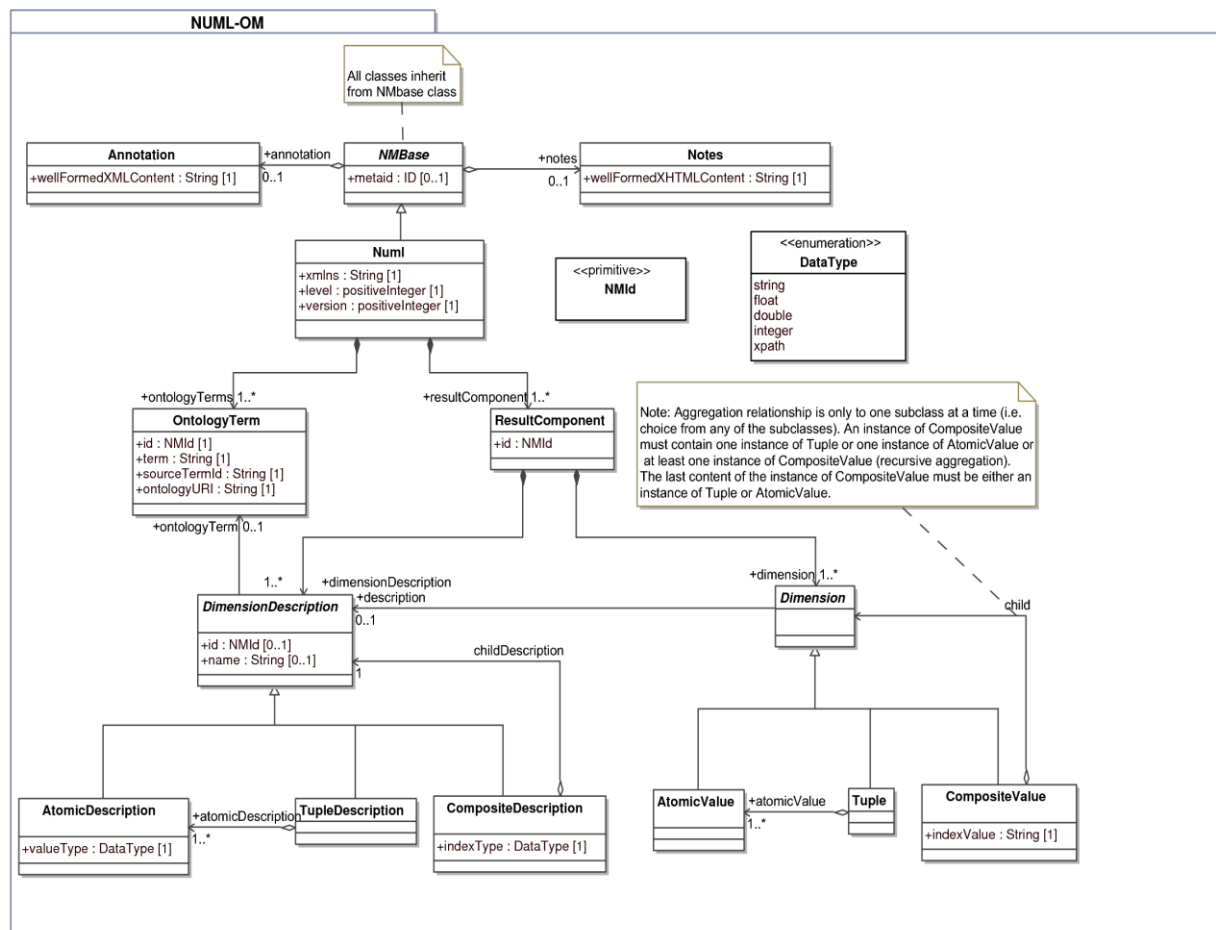 NUML-OM
All classes inherit
from NMbase class
Annotation
+wellFormedXMLContent : String [1]
+annotation
0..1
NMBase
+metaid : ID [0..1]
+notes
0..1
Notes
+wellFormedXHTMLContent : String [1]
Numl
+xmlns : String [1]
+level : positiveInteger [1]
+version : positiveInteger [1]
<<primitive>>
NMId
<<enumeration>>
DataType
string
float
double
integer
xpath
+ontologyTerms 1..*
+resultComponent 1..*
OntologyTerm
+id : NMId [1]
+term : String [1]
+sourceTermId : String [1]
+ontologyURI : String [1]
ResultComponent
+id : NMId
Note: Aggregation relationship is only to one subclass at a time (i.e.
choice from any of the subclasses). An instance of CompositeValue
must contain one instance of Tuple or one instance of AtomicValue or
at least one instance of CompositeValue (recursive aggregation).
The last content of the instance of CompositeValue must be either an
instance of Tuple or AtomicValue.
+ontologyTerm 0..1
1..*
+dimensionDescription
+description
0..1
+dimension 1..*
DimensionDescription
+id : NMId [0..1]
+name : String [0..1]
Dimension
child
childDescription
1
AtomicDescription
+valueType : DataType [1]
+atomicDescription
1..*
TupleDescription
CompositeDescription
+indexType : DataType [1]
AtomicValue
+atomicValue
1..*
Tuple
CompositeValue
+indexValue : String [1]